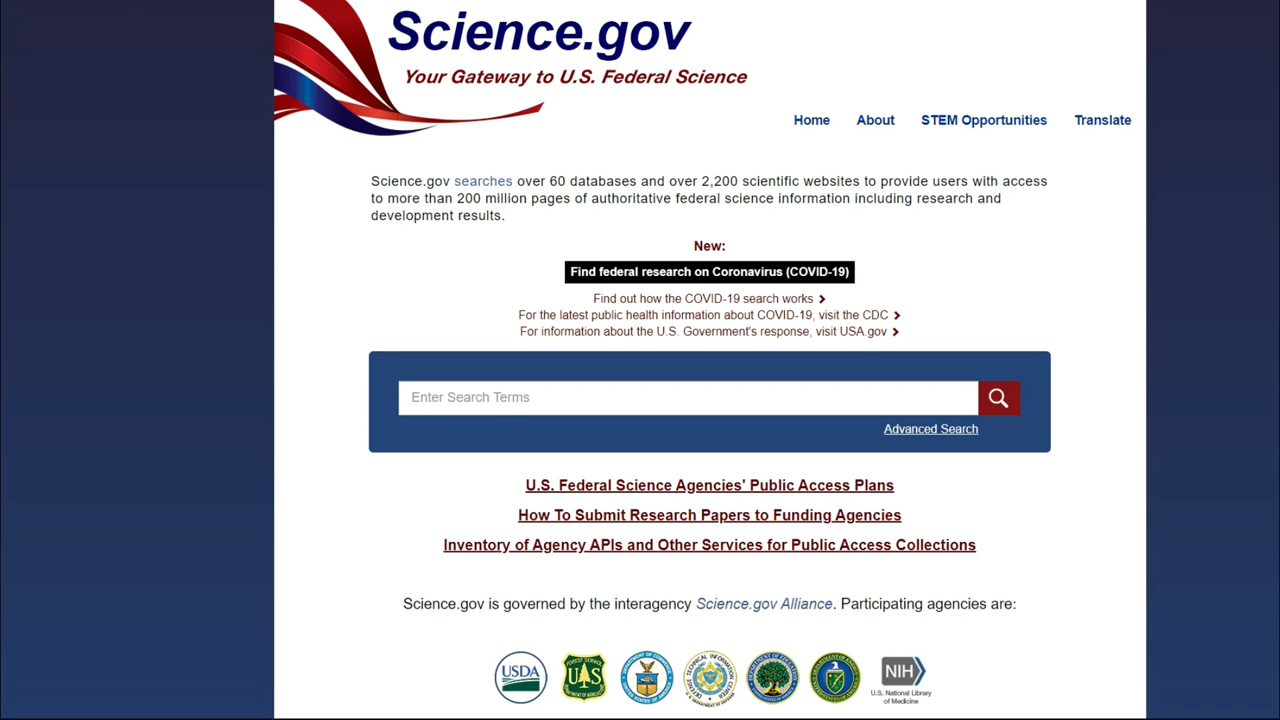 Science.gov
Your Gateway to U.S. Federal Science
Home About STEM Opportunities Translate
Science.gov searches over 60 databases and over 2,200 scientific websites to provide users with access
to more than 200 million pages of authoritative federal science information including research and
development results.
New:
Find federal research on Coronavirus (COVID-19)
Find out how the COVID-19 search works
For the latest public health information about COVID-19, visit the CDC
For information about the U.S. Government's response, visit USA.gov
Enter Search Terms
Advanced Search
U.S. Federal Science Agencies' Public Access Plans
How To Submit Research Papers to Funding Agencies
Inventory of Agency APIs and Other Services for Public Access Collections
Science.gov is governed by the interagency Science.gov Alliance. Participating agencies are:
USDA
FOREST SERVICE
U S
DEPARTMENT OF AGRICULTURE
NIH
U.S. National Library
of Medicine